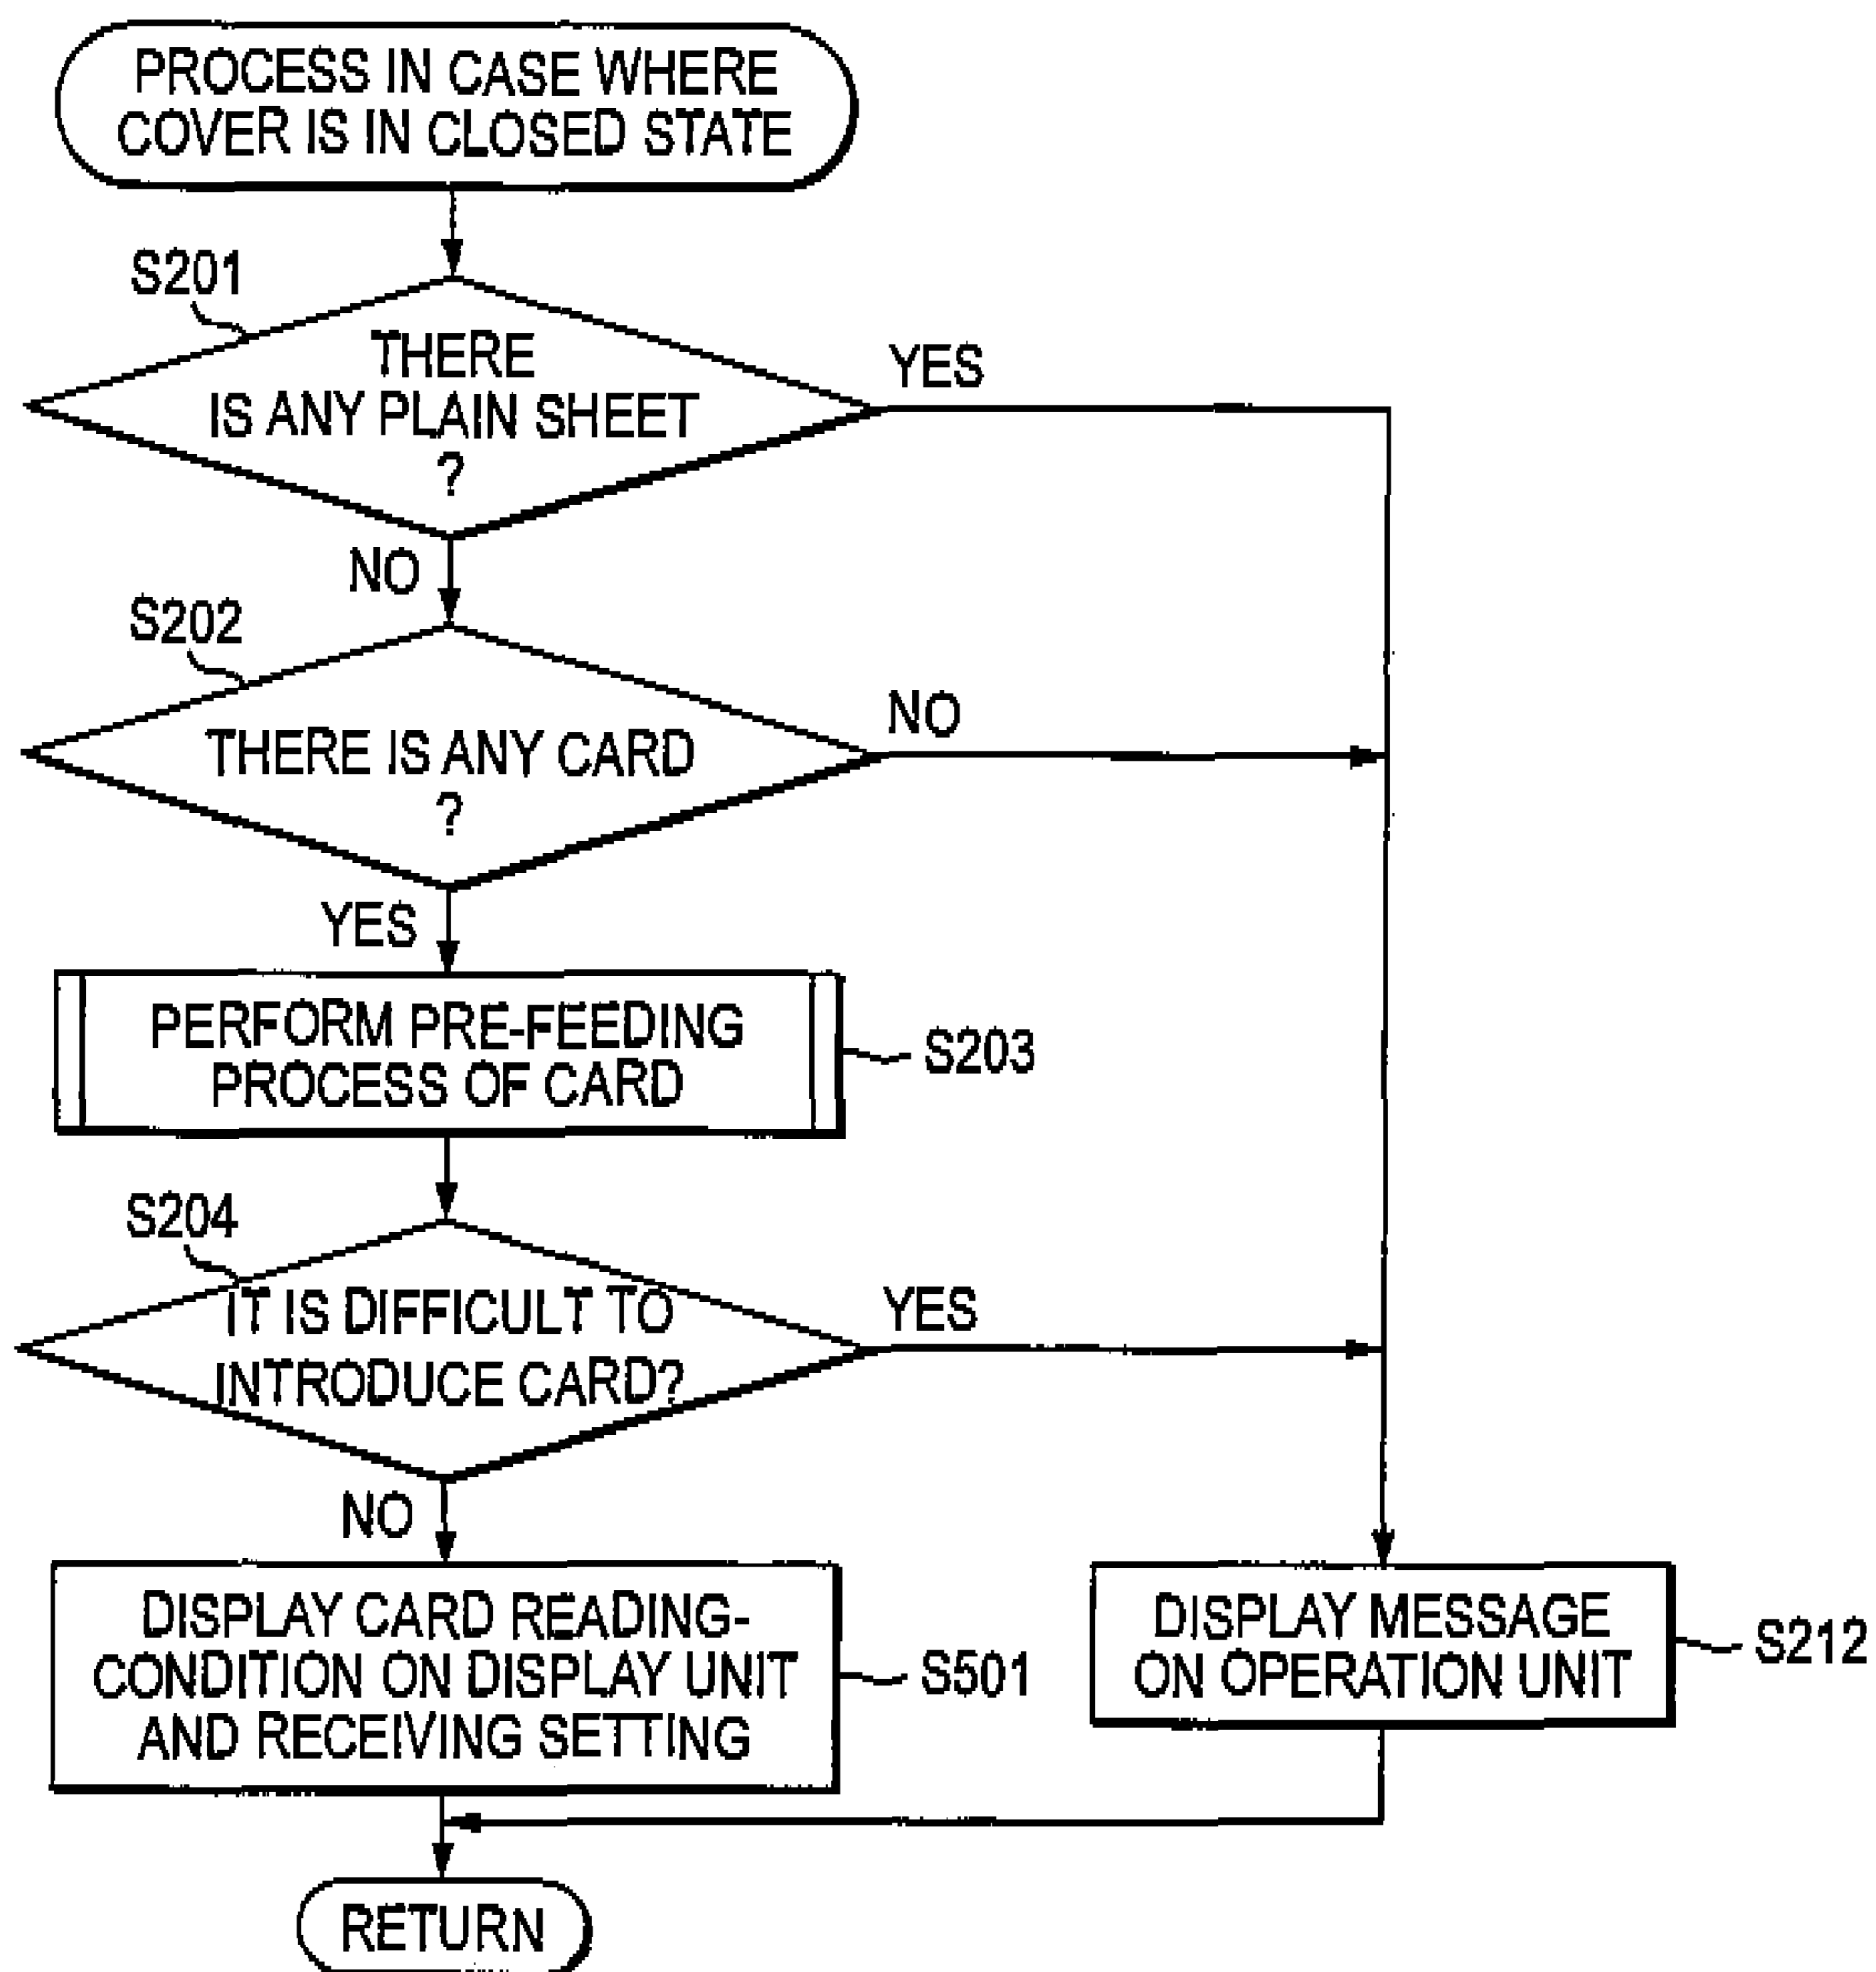 PROCESS IN CASE WHERE
COVER IS IN CLOSED STATE
S201
THERE
IS ANY PLAIN SHEET
?
YES
NO
S202
THERE IS ANY CARD
?
NO
YES
PERFORM PRE-FEEDING
PROCESS OF CARD
S203
S204
IT IS DIFFICULT TO
INTRODUCE CARD?
YES
NO
DISPLAY CARD READING-
CONDITION ON DISPLAY UNIT
AND RECEIVING SETTING
S501
DISPLAY MESSAGE
ON OPERATION UNIT
S212
RETURN